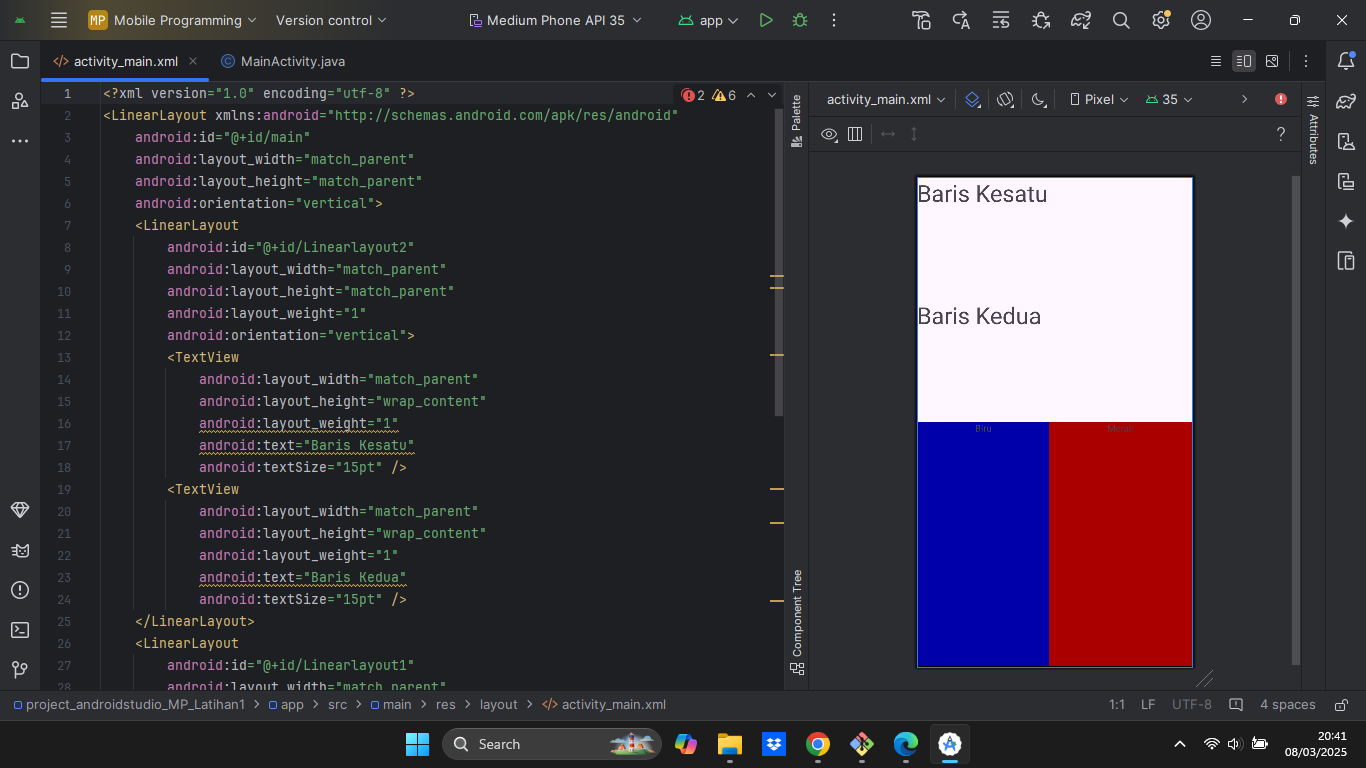 MP Mobile Programming Version control Medium Phone API 35 app
activity_main.xml MainActivity.java
1 <?xml version="1.0" encoding="utf-8" ?>
2 <LinearLayout xmlns:android="http://schemas.android.com/apk/res/android"
3 android:id="@+id/main"
4 android:layout_width="match_parent"
5 android:layout_height="match_parent"
6 android:orientation="vertical">
7 <LinearLayout
8 android:id="@+id/Linearlayout2"
9 android:layout_width="match_parent"
10 android:layout_height="match_parent"
11 android:layout_weight="1"
12 android:orientation="vertical">
13 <TextView
14 android:layout_width="match_parent"
15 android:layout_height="wrap_content"
16 android:layout_weight="1"
17 android:text="Baris Kesatu"
18 android:textSize="15pt" />
19 <TextView
20 android:layout_width="match_parent"
21 android:layout_height="wrap_content"
22 android:layout_weight="1"
23 android:text="Baris Kedua"
24 android:textSize="15pt" />
25 </LinearLayout>
26 <LinearLayout
27 android:id="@+id/Linearlayout1"
28 android:layout_width="match_parent"
2 6
Palette
Component Tree
activity_main.xml Pixel 35
?
Attributes
Baris Kesatu
Baris Kedua
Biru Merah
project_androidstudio_MP_Latihan1 > app > src > main > res > layout > activity_main.xml 1:1 LF UTF-8 4 spaces
Search
20:41
08/03/2025